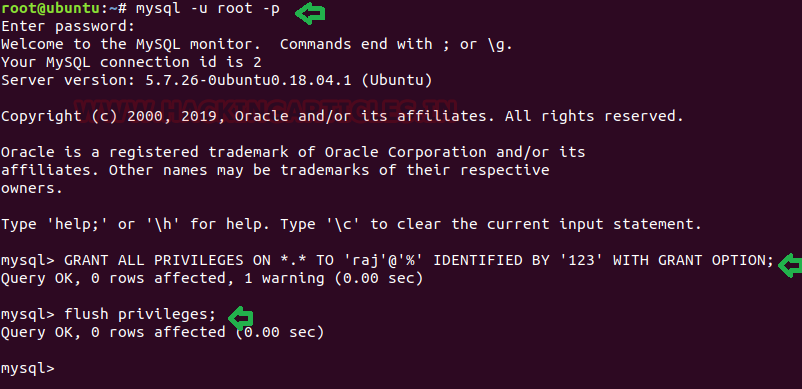 root@ubuntu:~# mysql -u root -p
Enter password:
Welcome to the MySQL monitor.  Commands end with ; or \g.
Your MySQL connection id is 2
Server version: 5.7.26-0ubuntu0.18.04.1 (Ubuntu)
WWW.HACKINGARTICLES.IN
Copyright (c) 2000, 2019, Oracle and/or its affiliates. All rights reserved.
Oracle is a registered trademark of Oracle Corporation and/or its
affiliates. Other names may be trademarks of their respective
owners.
Type 'help;' or '\h' for help. Type '\c' to clear the current input statement.
mysql> GRANT ALL PRIVILEGES ON *.* TO 'raj'@'%' IDENTIFIED BY '123' WITH GRANT OPTION;
Query OK, 0 rows affected, 1 warning (0.00 sec)
mysql> flush privileges;
Query OK, 0 rows affected (0.00 sec)
mysql>